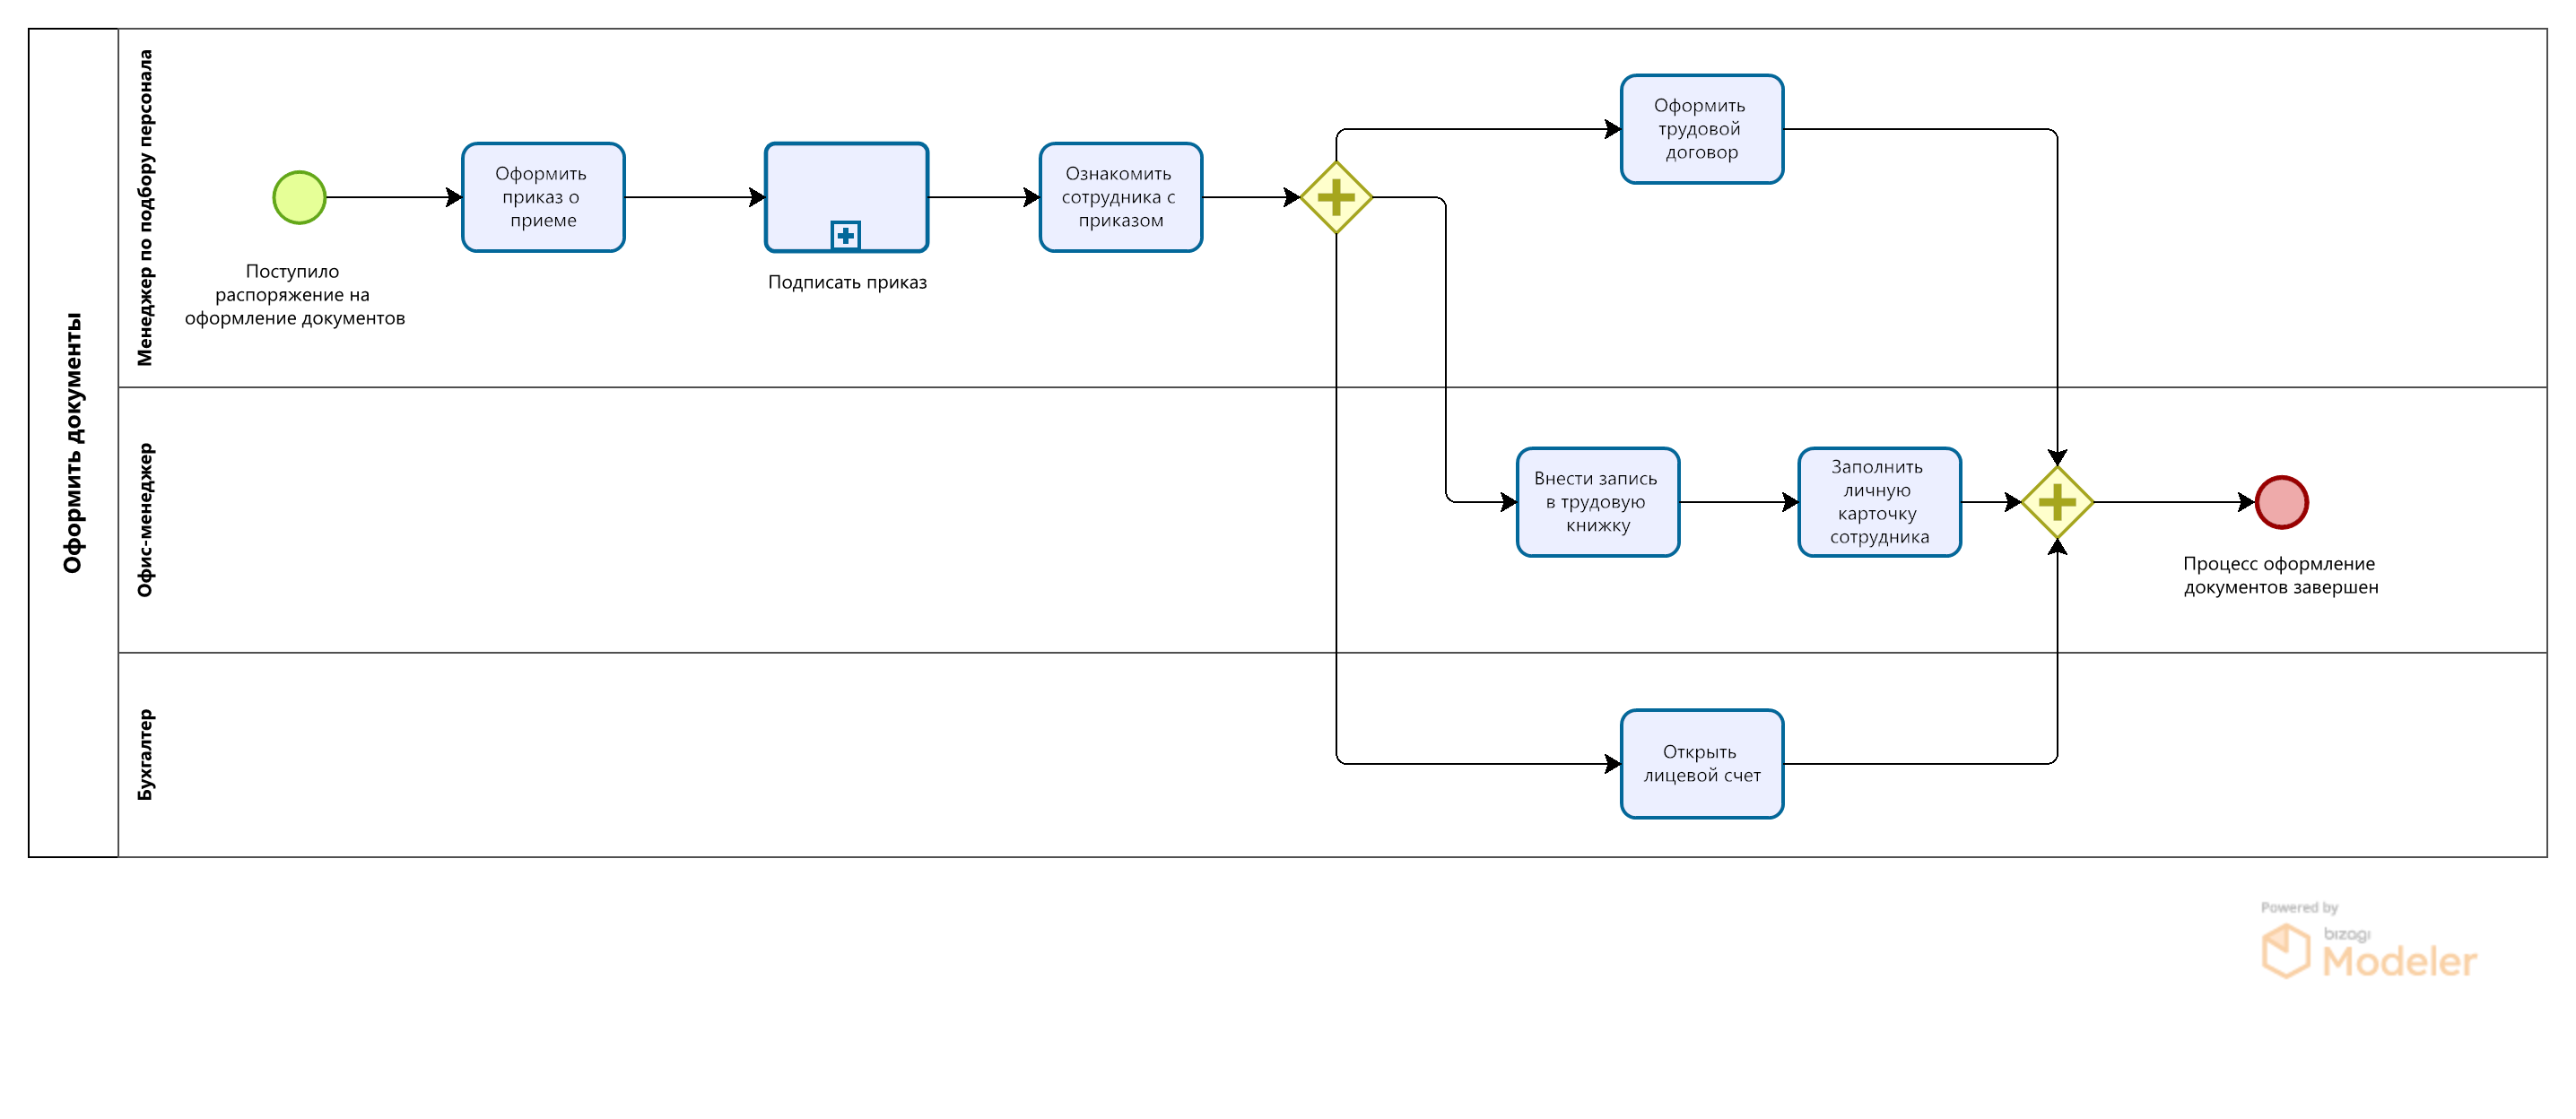 Оформить документы
Менеджер по подбору персонала
Поступило
распоряжение на
оформление документов
Оформить
приказ о
приеме
Подписать приказ
Ознакомить
сотрудника с
приказом
Оформить
трудовой
договор
Офис-менеджер
Внести запись
в трудовую
книжку
Заполнить
личную
карточку
сотрудника
Процесс оформление
документов завершен
Бухгалтер
Открыть
лицевой счет
Powered by
bizagi
Modeler